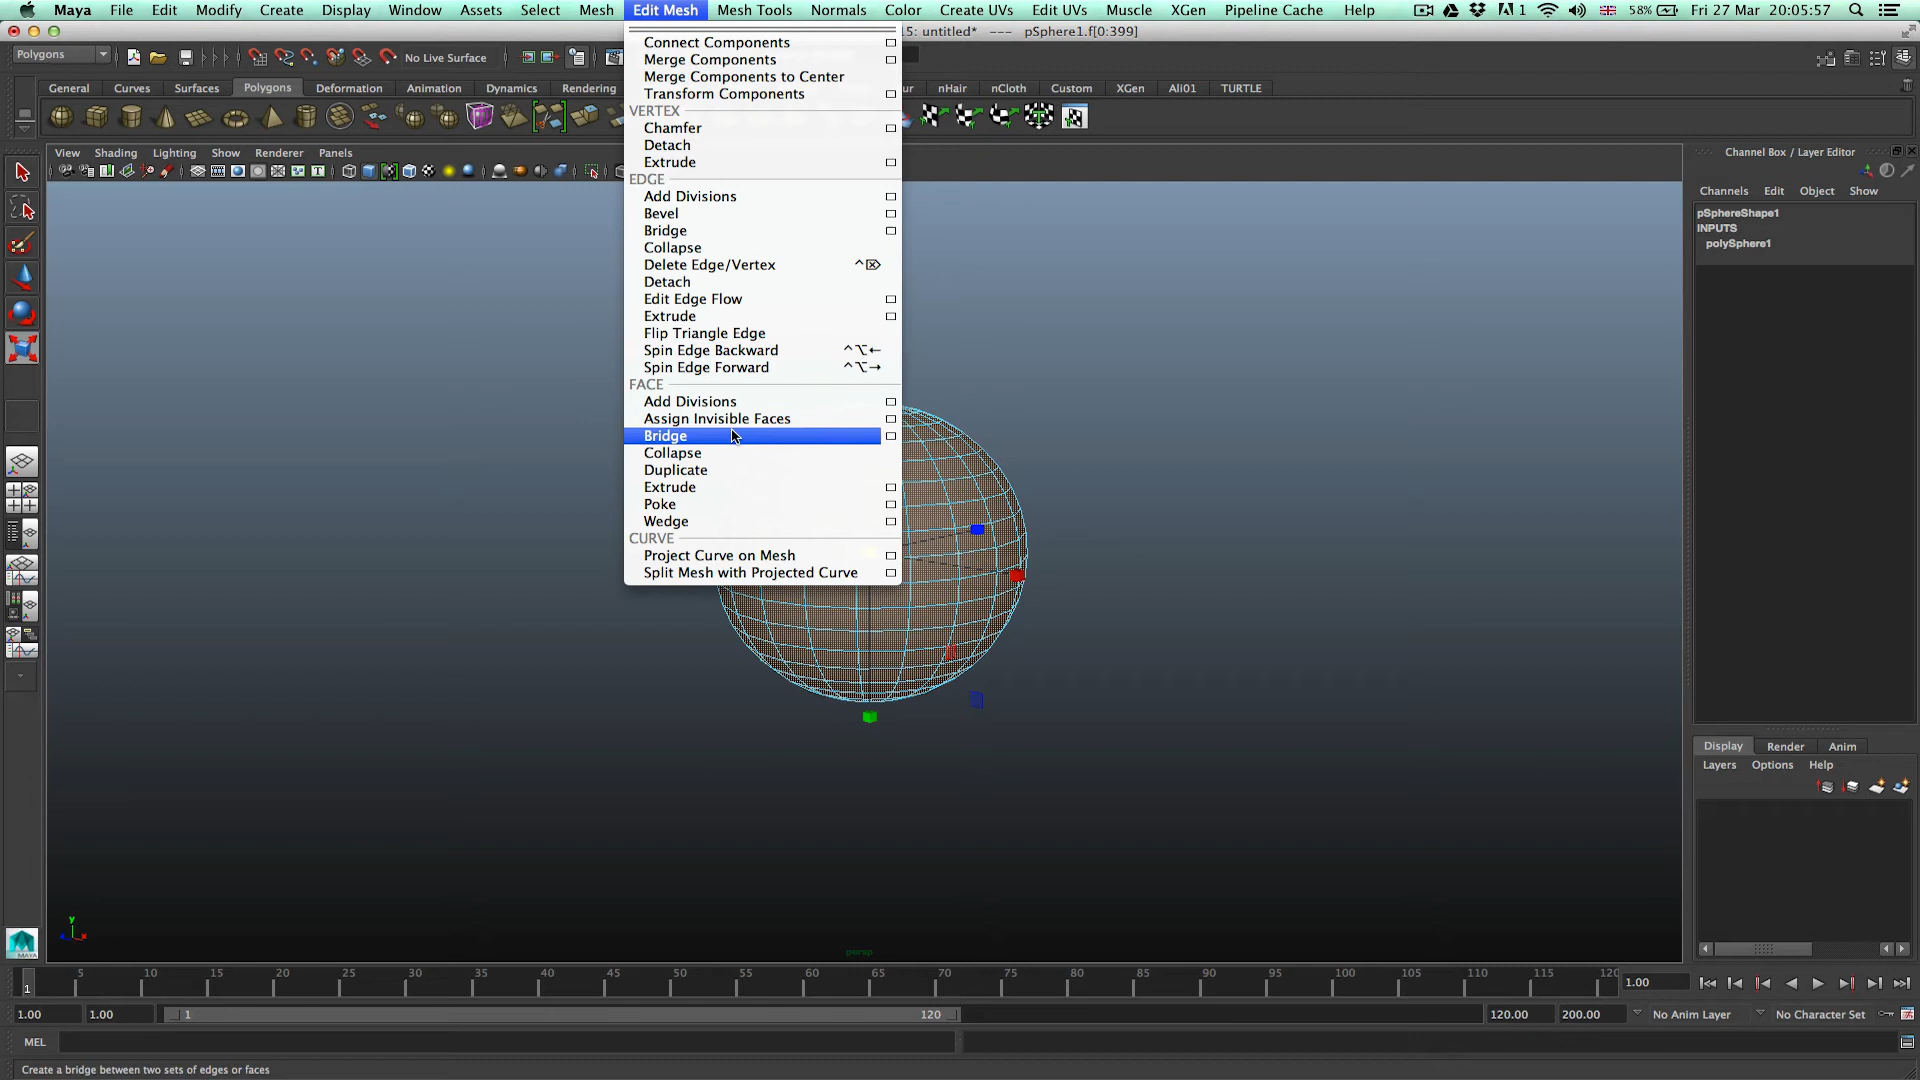 Maya File Edit Modify Create Display Window Assets Select Mesh Edit Mesh Mesh Tools Normals Color Create UVs Edit UVs Muscle XGen Pipeline Cache Help 1 58% Fri 27 Mar 20:05:57
5: untitled* --- pSphere1.f[0:399]
Polygons No Live Surface
General Curves Surfaces Polygons Deformation Animation Dynamics Rendering ur nHair nCloth Custom XGen Ali01 TURTLE
View Shading Lighting Show Renderer Panels
Connect Components
Merge Components
Merge Components to Center
Transform Components
VERTEX
Chamfer
Detach
Extrude
EDGE
Add Divisions
Bevel
Bridge
Collapse
Delete Edge/Vertex ^⌦
Detach
Edit Edge Flow
Extrude
Flip Triangle Edge
Spin Edge Backward ^⌥←
Spin Edge Forward ^⌥→
FACE
Add Divisions
Assign Invisible Faces
Bridge
Collapse
Duplicate
Extrude
Poke
Wedge
CURVE
Project Curve on Mesh
Split Mesh with Projected Curve
Channel Box / Layer Editor
Channels Edit Object Show
pSphereShape1
INPUTS
polySphere1
Display Render Anim
Layers Options Help
y
x
MAYA
persp
5 10 15 20 25 30 35 40 45 50 55 60 65 70 75 80 85 90 95 100 105 110 115 120
1 1.00
1.00 1.00 1 120 120.00 200.00 No Anim Layer No Character Set
MEL
Create a bridge between two sets of edges or faces